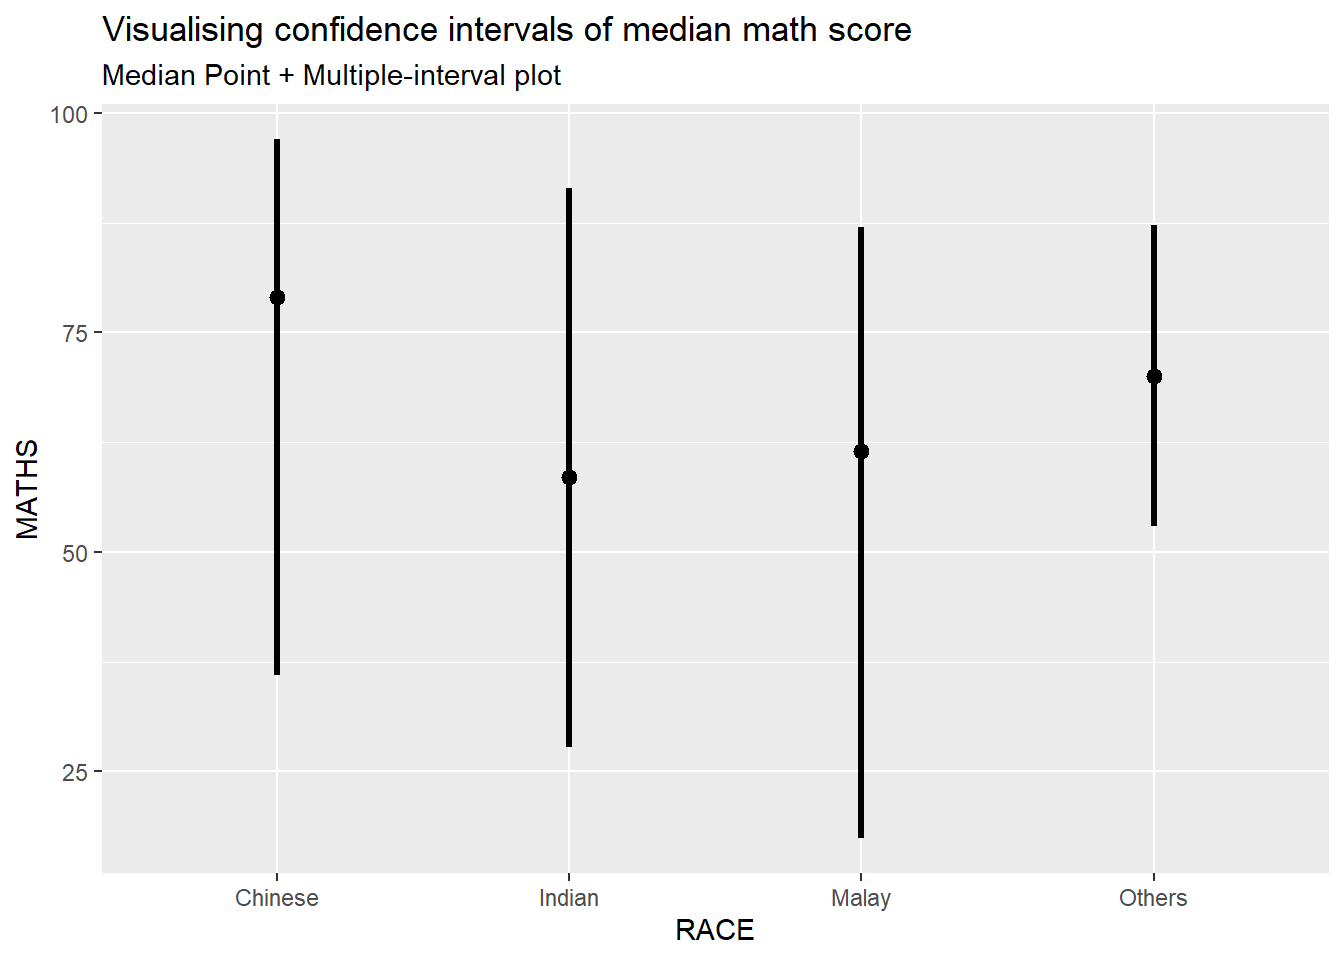 Visualising confidence intervals of median math score
Median Point + Multiple-interval plot
100
75
50
25
MATHS
Chinese Indian Malay Others
RACE